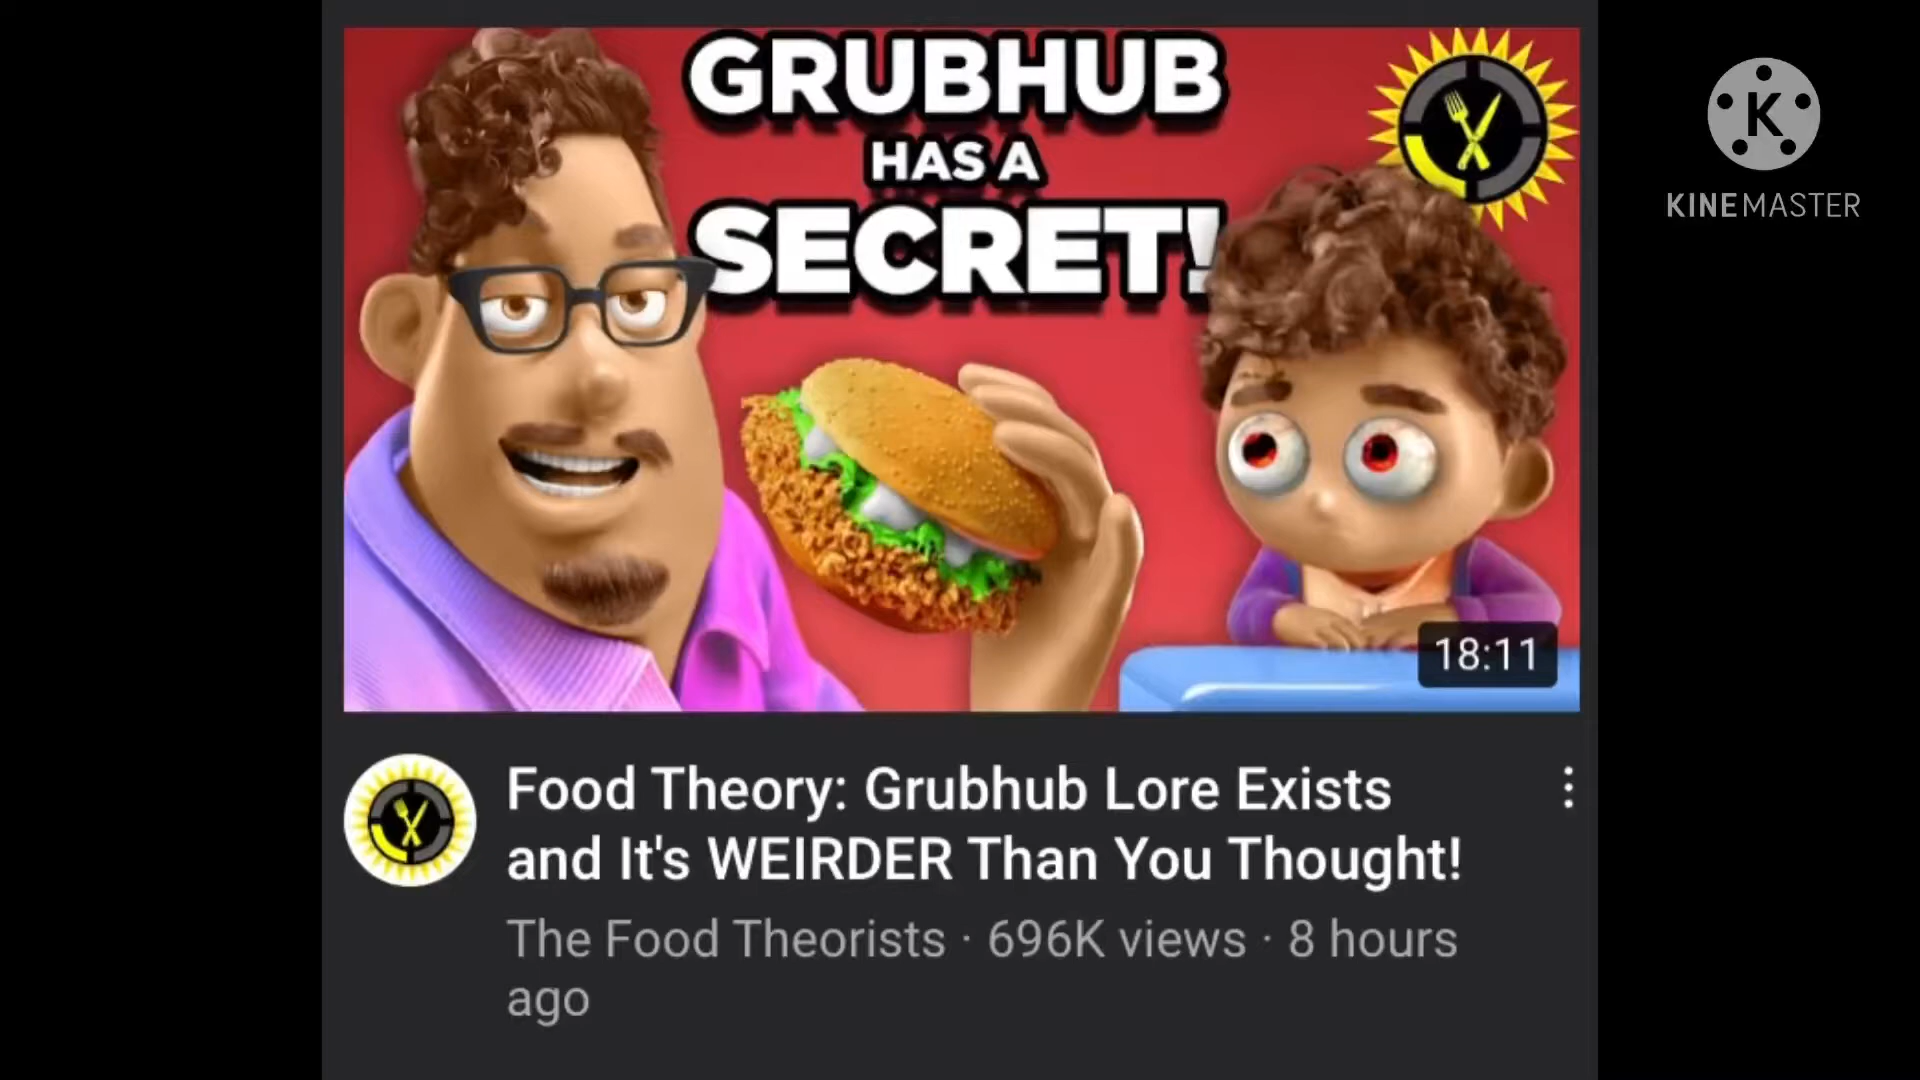 GRUBHUB
HAS A
SECRET!
K
KINEMASTER
18:11
Food Theory: Grubhub Lore Exists
and It's WEIRDER Than You Thought!
The Food Theorists · 696K views · 8 hours
ago